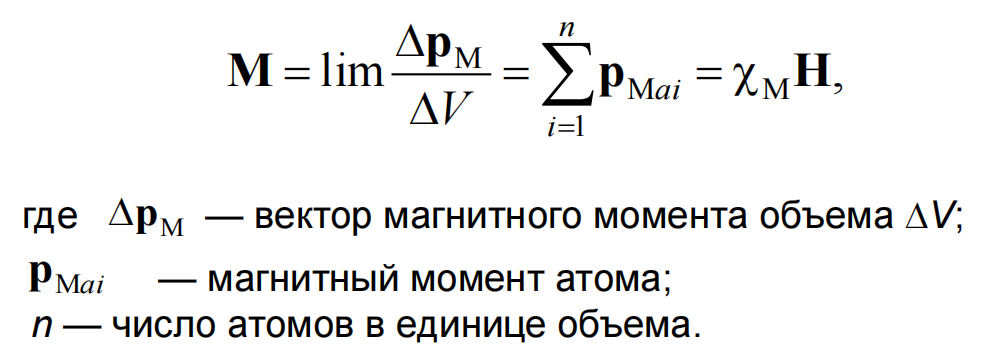 M = lim Δp_M / ΔV = ∑_{i=1}^{n} p_{Mai} = χ_M H,
где Δp_M — вектор магнитного момента объема ΔV;
p_{Mai} — магнитный момент атома;
n — число атомов в единице объема.